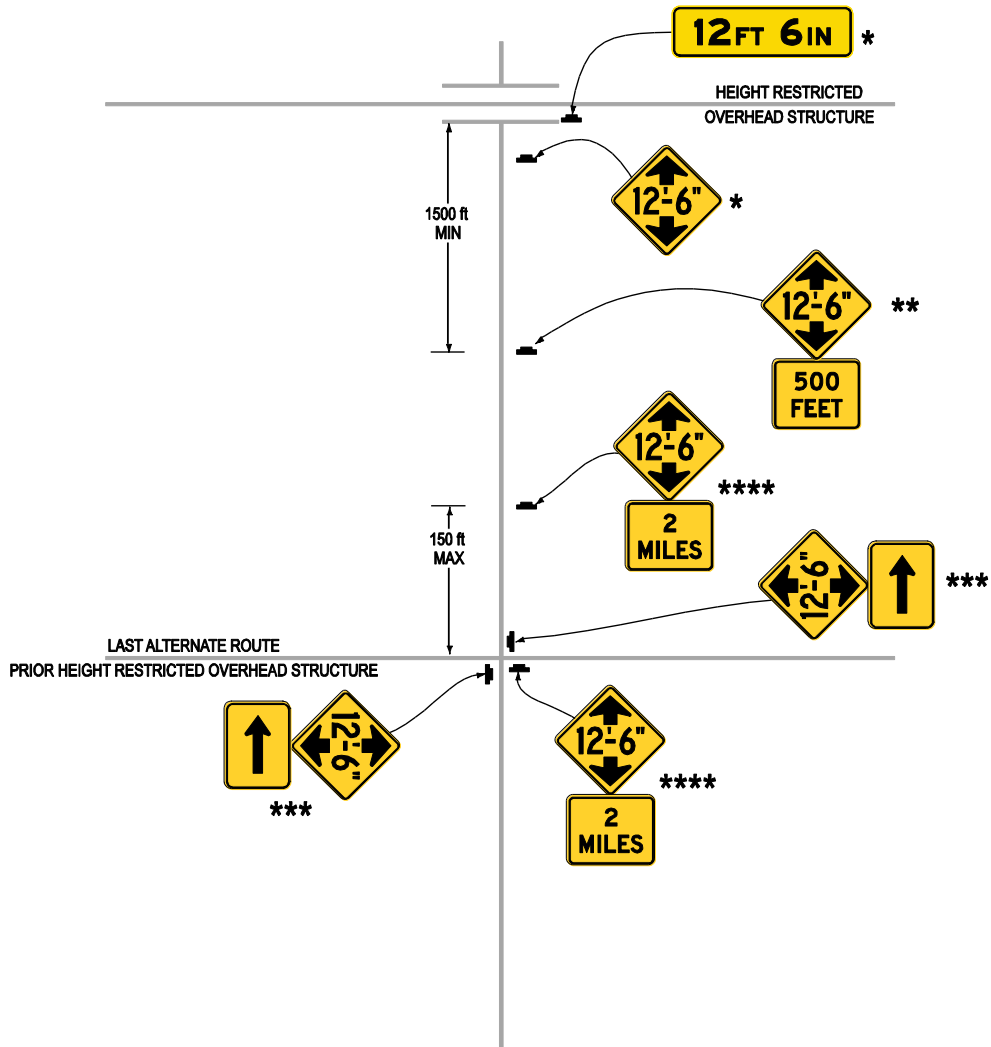 12FT 6IN *
HEIGHT RESTRICTED
OVERHEAD STRUCTURE
12'-6" *
1500 ft
MIN
12'-6" **
500
FEET
12'-6"
****
2
MILES
150 ft
MAX
12'-6" ***
LAST ALTERNATE ROUTE
PRIOR HEIGHT RESTRICTED OVERHEAD STRUCTURE
12'-6"
***
12'-6"
****
2
MILES